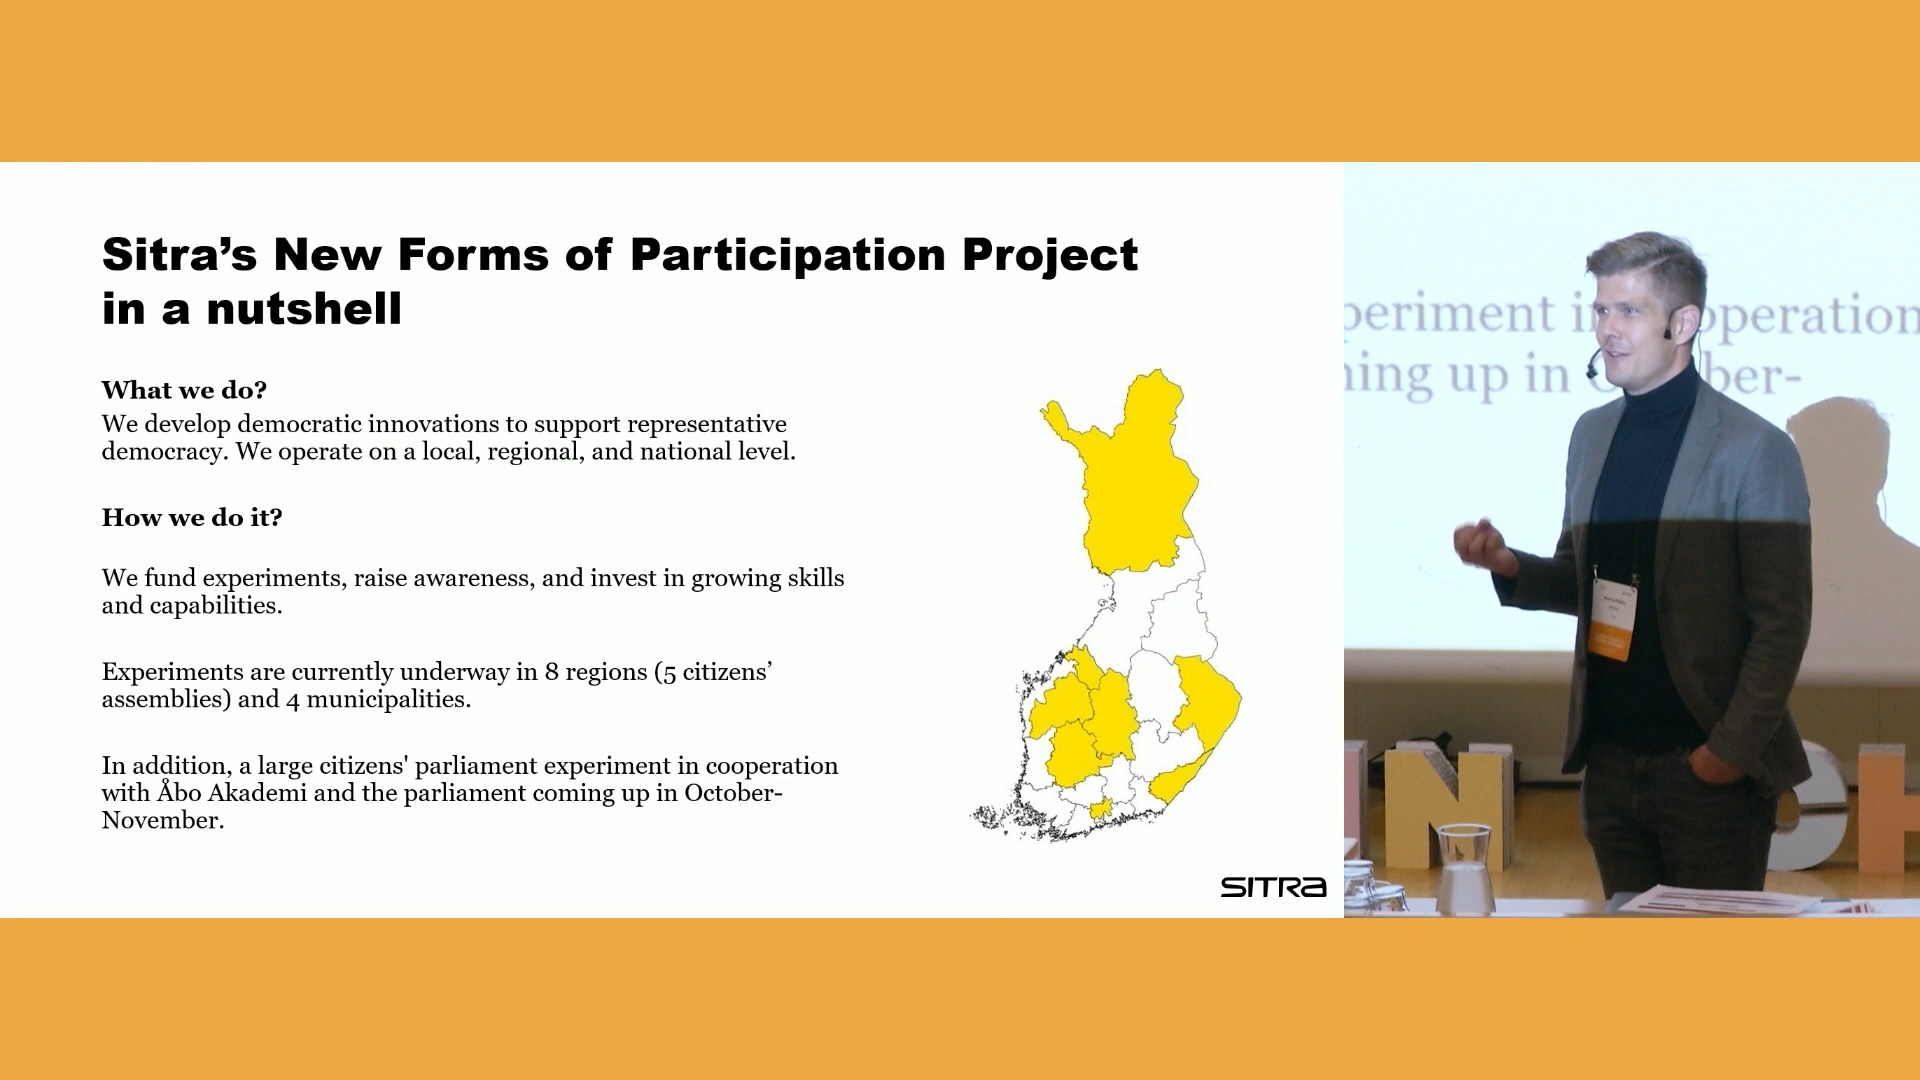 Sitra’s New Forms of Participation Project
in a nutshell
What we do?
We develop democratic innovations to support representative
democracy. We operate on a local, regional, and national level.
How we do it?
We fund experiments, raise awareness, and invest in growing skills
and capabilities.
Experiments are currently underway in 8 regions (5 citizens’
assemblies) and 4 municipalities.
In addition, a large citizens' parliament experiment in cooperation
with Åbo Akademi and the parliament coming up in October-
November.
SITRA
periment in operation
ing up in ber-
N
H